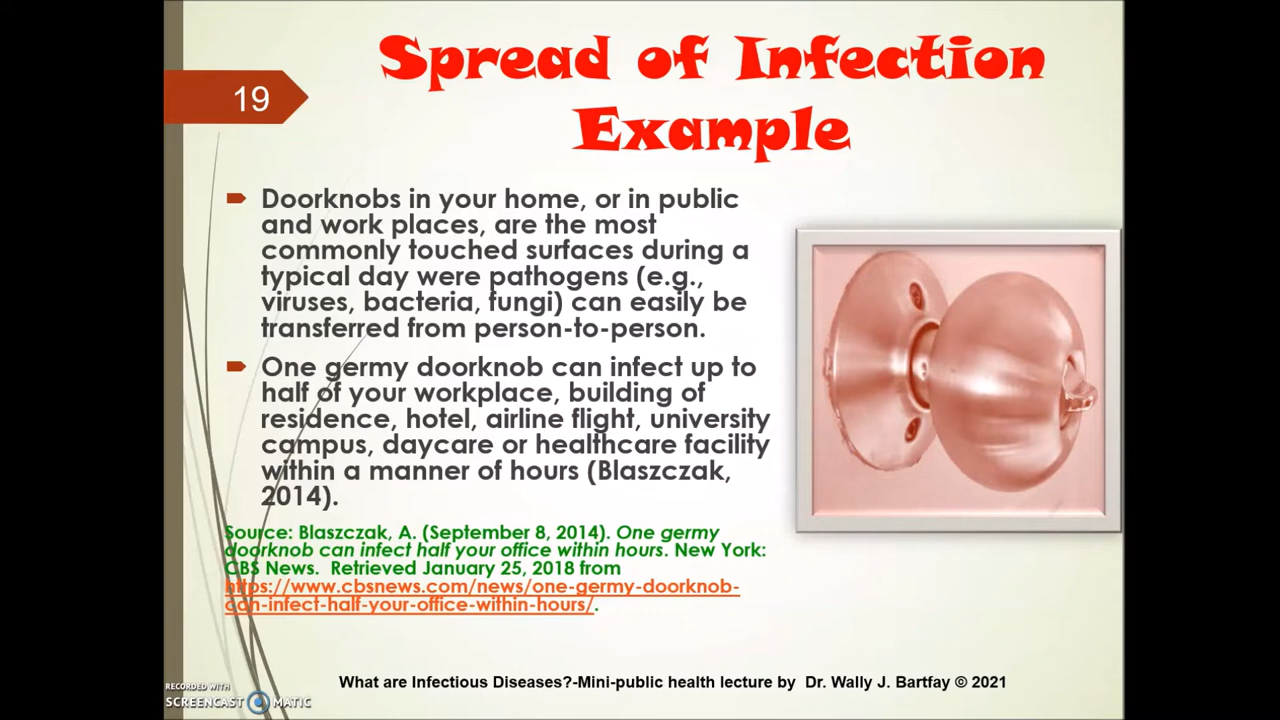 Spread of Infection
Example
19
Doorknobs in your home, or in public
and work places, are the most
commonly touched surfaces during a
typical day were pathogens (e.g.,
viruses, bacteria, fungi) can easily be
transferred from person-to-person.
One germy doorknob can infect up to
half of your workplace, building of
residence, hotel, airline flight, university
campus, daycare or healthcare facility
within a manner of hours (Blaszczak,
2014).
Source: Blaszczak, A. (September 8, 2014). One germy
doorknob can infect half your office within hours. New York:
CBS News. Retrieved January 25, 2018 from
https://www.cbsnews.com/news/one-germy-doorknob-
can-infect-half-your-office-within-hours/.
What are Infectious Diseases?-Mini-public health lecture by Dr. Wally J. Bartfay © 2021
RECORDED WITH
SCREENCAST MATIC